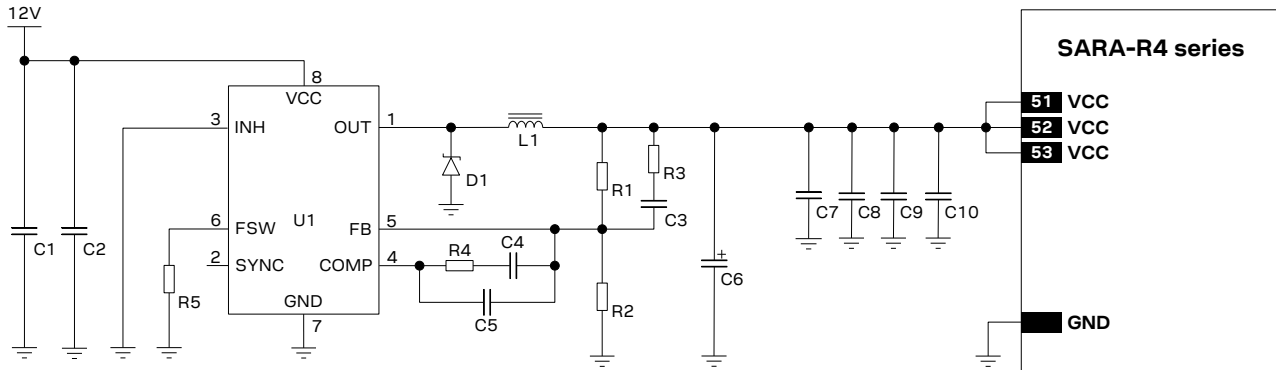 12V
SARA-R4 series
8
VCC
51 VCC
3 INH OUT 1
52 VCC
L1
53 VCC
D1
R1
R3
C3
C7 C8 C9 C10
6 FSW U1 FB 5
C1 C2
R4 C4
2 SYNC COMP 4
C6
+
R5
GND
C5
R2
7
GND